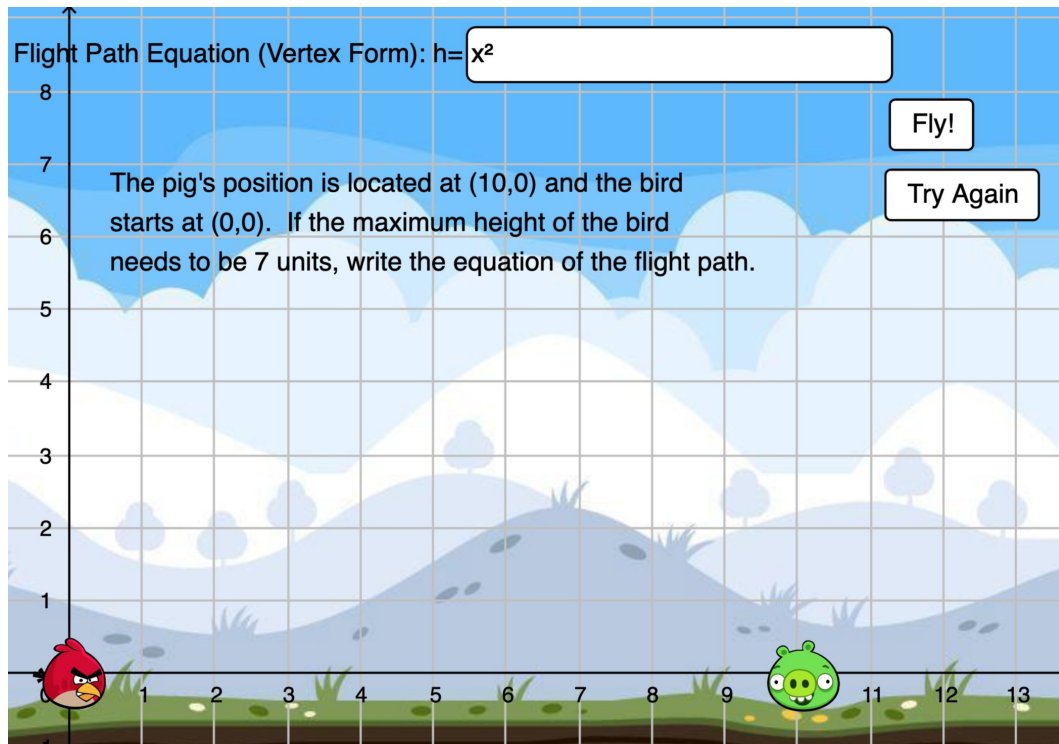 Flight Path Equation (Vertex Form): h= x²
8
Fly!
7
The pig's position is located at (10,0) and the bird
Try Again
starts at (0,0).  If the maximum height of the bird
6
needs to be 7 units, write the equation of the flight path.
5
4
3
2
1
0 1 2 3 4 5 6 7 8 9 11 12 13